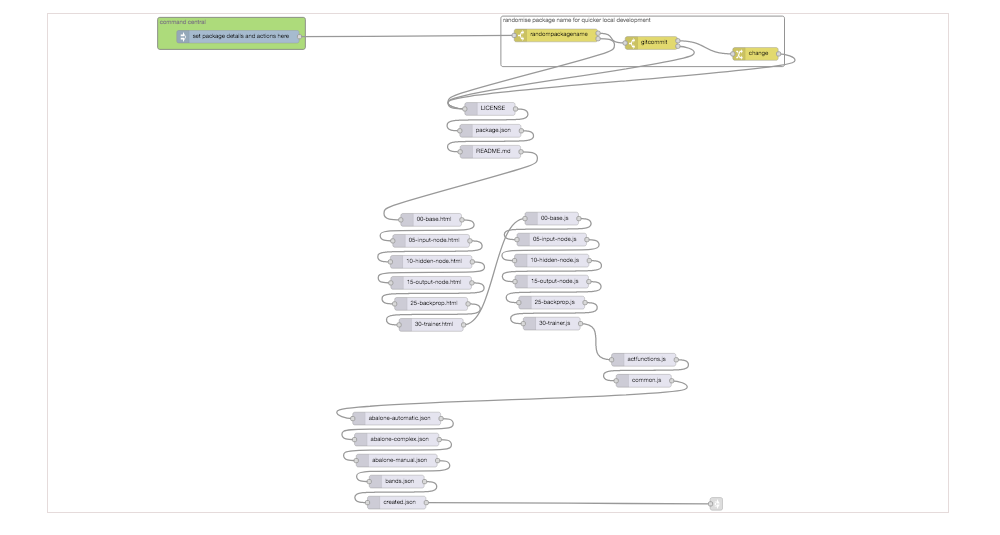 command central
set package details and actions here
randomise package name for quicker local development
randompackagename
gitcommit
change
LICENSE
package.json
README.md
00-base.html
05-input-node.html
10-hidden-node.html
15-output-node.html
25-backprop.html
30-trainer.html
00-base.js
05-input-node.js
10-hidden-node.js
15-output-node.js
25-backprop.js
30-trainer.js
actfunctions.js
common.js
abalone-automatic.json
abalone-complex.json
abalone-manual.json
bands.json
created.json